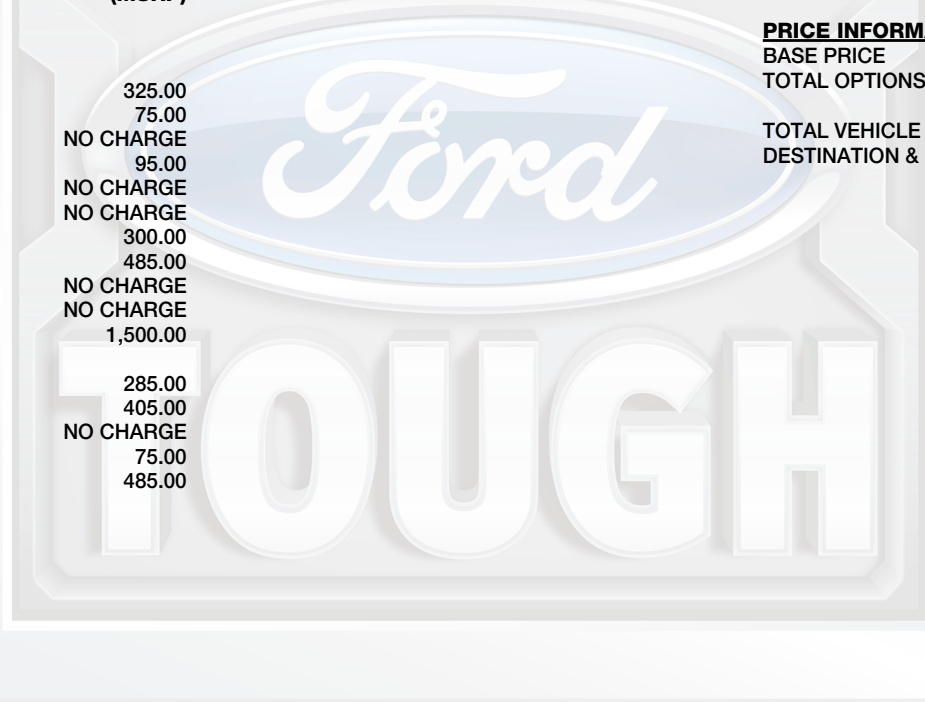 (MSRP)
325.00
75.00
NO CHARGE
95.00
NO CHARGE
NO CHARGE
300.00
485.00
NO CHARGE
NO CHARGE
1,500.00
285.00
405.00
NO CHARGE
75.00
485.00
PRICE INFORM
BASE PRICE
TOTAL OPTIONS
TOTAL VEHICLE
DESTINATION &
Ford
TOUGH